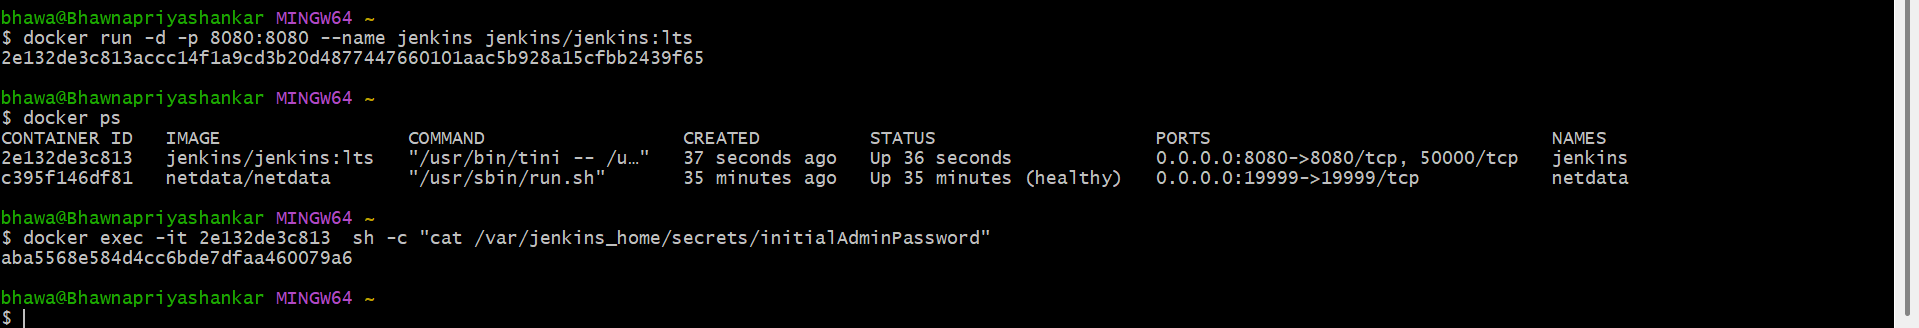 bhawa@Bhawnapriyashankar MINGW64 ~
$ docker run -d -p 8080:8080 --name jenkins jenkins/jenkins:lts
2e132de3c813accc14f1a9cd3b20d4877447660101aac5b928a15cfbb2439f65
bhawa@Bhawnapriyashankar MINGW64 ~
$ docker ps
CONTAINER ID IMAGE COMMAND CREATED STATUS PORTS NAMES
2e132de3c813 jenkins/jenkins:lts "/usr/bin/tini -- /u…" 37 seconds ago Up 36 seconds 0.0.0.0:8080->8080/tcp, 50000/tcp jenkins
c395f146df81 netdata/netdata "/usr/sbin/run.sh" 35 minutes ago Up 35 minutes (healthy) 0.0.0.0:19999->19999/tcp netdata
bhawa@Bhawnapriyashankar MINGW64 ~
$ docker exec -it 2e132de3c813 sh -c "cat /var/jenkins_home/secrets/initialAdminPassword"
aba5568e584d4cc6bde7dfaa460079a6
bhawa@Bhawnapriyashankar MINGW64 ~
$